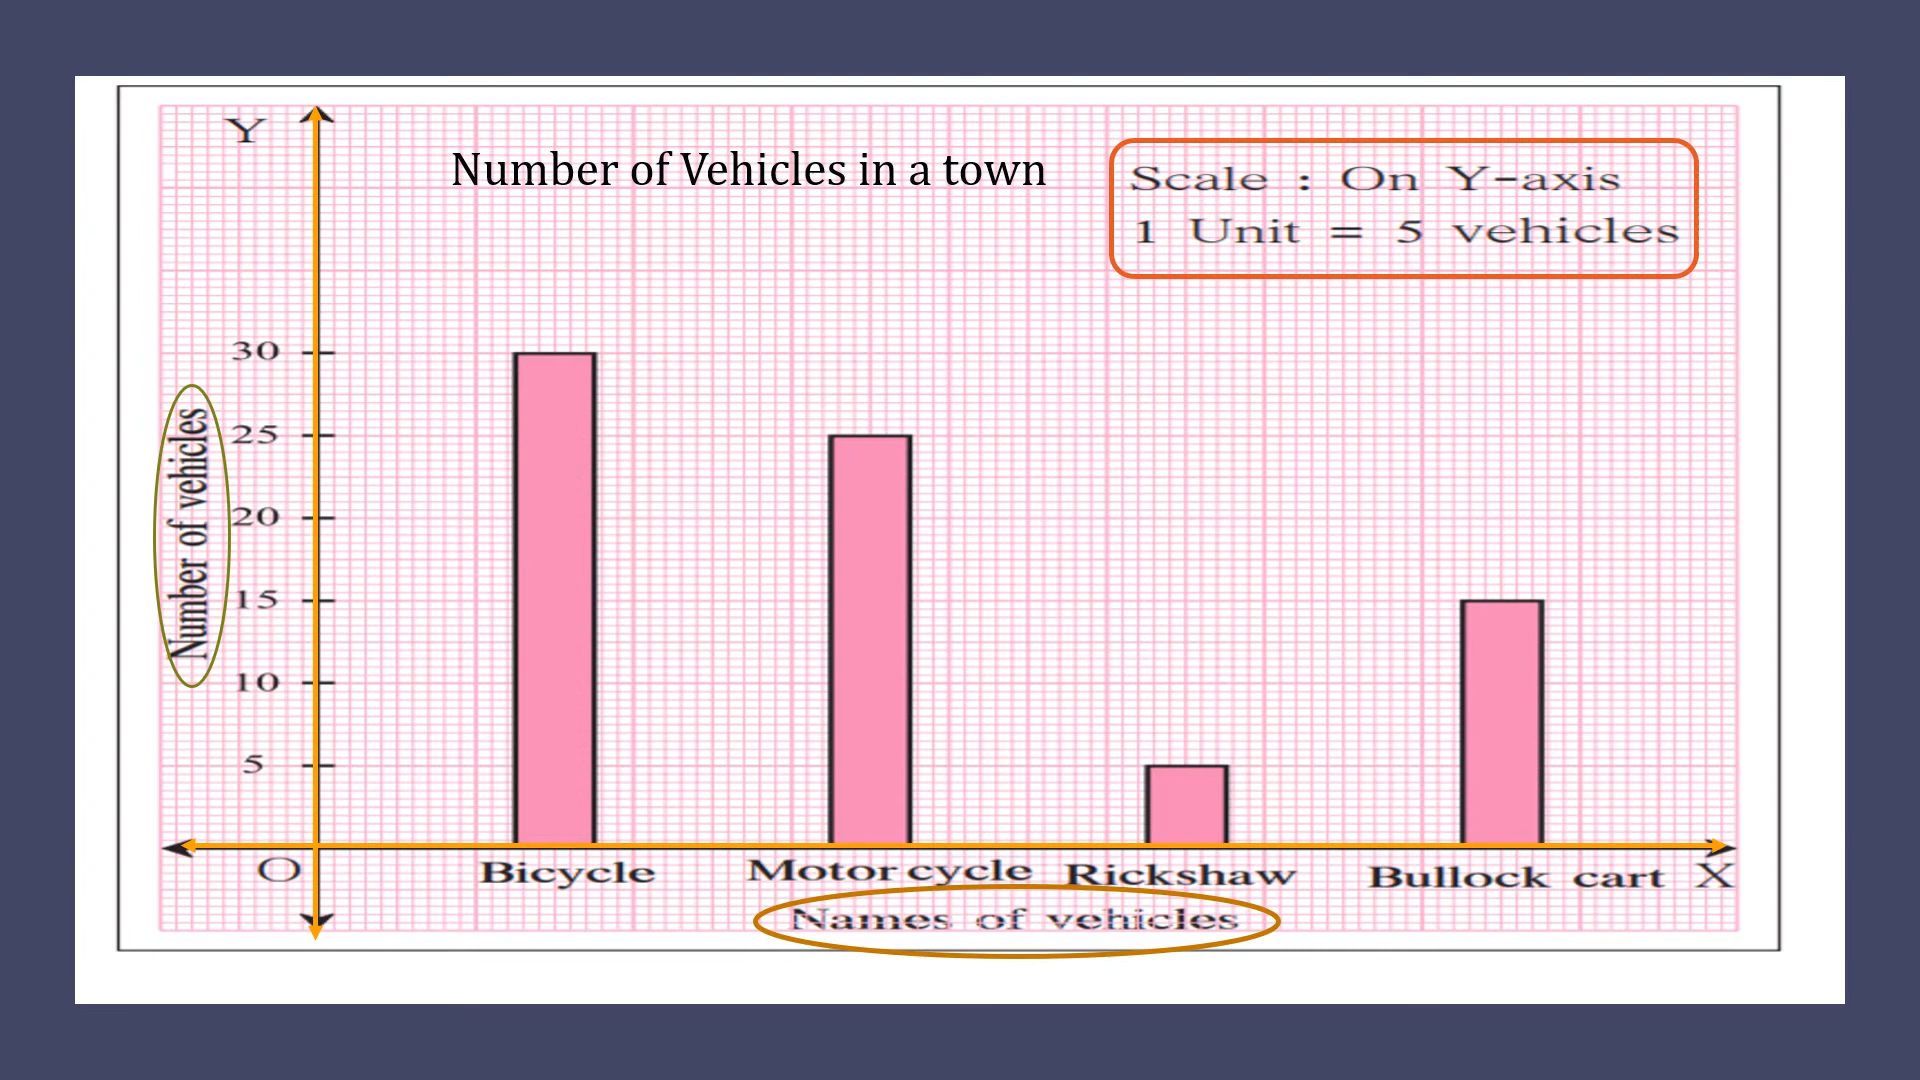 Y
Number of Vehicles in a town
Scale : On Y-axis
1 Unit = 5 vehicles
30
25
20
15
10
5
Number of vehicles
O
Bicycle
Motor cycle
Rickshaw
Bullock cart
X
Names of vehicles